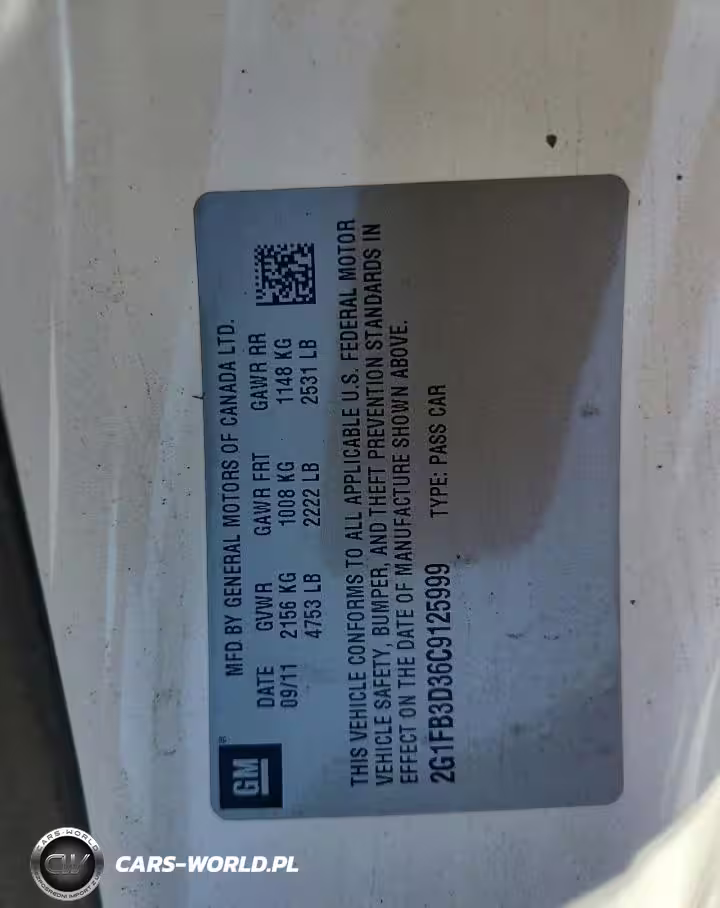 GM
MFD BY GENERAL MOTORS OF CANADA LTD.
DATE GVWR GAWR FRT GAWR RR
09/11 2156 KG 1008 KG 1148 KG
4753 LB 2222 LB 2531 LB
THIS VEHICLE CONFORMS TO ALL APPLICABLE U.S. FEDERAL MOTOR
VEHICLE SAFETY, BUMPER, AND THEFT PREVENTION STANDARDS IN
EFFECT ON THE DATE OF MANUFACTURE SHOWN ABOVE.
2G1FB3D36C9125999 TYPE: PASS CAR
CARS-WORLD
CW
CARS-WORLD.PL